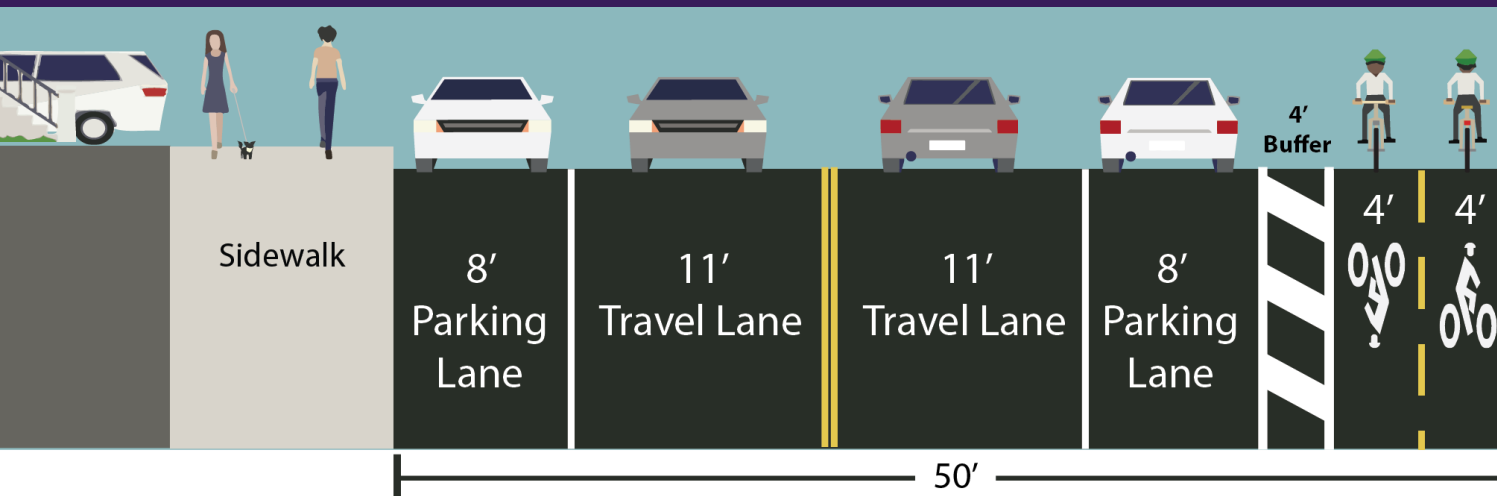 4’
Buffer
4’
4’
Sidewalk
8’
Parking
Lane
11’
Travel Lane
11’
Travel Lane
8’
Parking
Lane
50’